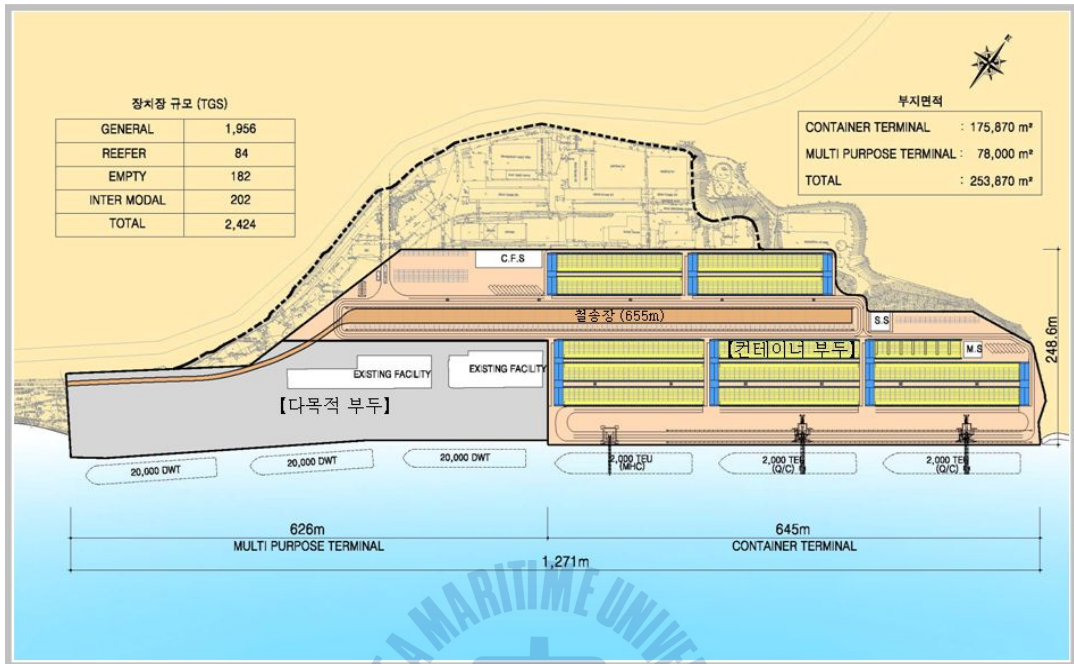 장치장 규모 (TGS)
GENERAL 1,956
REEFER 84
EMPTY 182
INTER MODAL 202
TOTAL 2,424
부지면적
CONTAINER TERMINAL : 175,870 m²
MULTI PURPOSE TERMINAL : 78,000 m²
TOTAL : 253,870 m²
C.F.S
철송장 (655m)
S.S
【컨테이너 부두】
M.S
248.6m
EXISTING FACILITY
EXISTING FACILITY
【다목적 부두】
20,000 DWT
20,000 DWT
20,000 DWT
2,000 TEU
(MHC)
2,000 TEU
(Q/C)
2,000 TEU
(Q/C)
626m
MULTI PURPOSE TERMINAL
645m
CONTAINER TERMINAL
1,271m
A MARITIME UNIVER